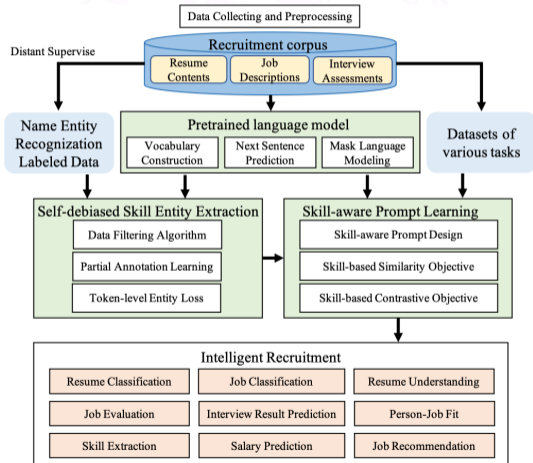 Data Collecting and Preprocessing
Distant Supervise
Recruitment corpus
Resume
Contents
Job
Descriptions
Interview
Assessments
Name Entity
Recognization
Labeled Data
Pretrained language model
Vocabulary
Construction
Next Sentence
Prediction
Mask Language
Modeling
Datasets of
various tasks
Self-debiased Skill Entity Extraction
Data Filtering Algorithm
Partial Annotation Learning
Token-level Entity Loss
Skill-aware Prompt Learning
Skill-aware Prompt Design
Skill-based Similarity Objective
Skill-based Contrastive Objective
Intelligent Recruitment
Resume Classification
Job Classification
Resume Understanding
Job Evaluation
Interview Result Prediction
Person-Job Fit
Skill Extraction
Salary Prediction
Job Recommendation